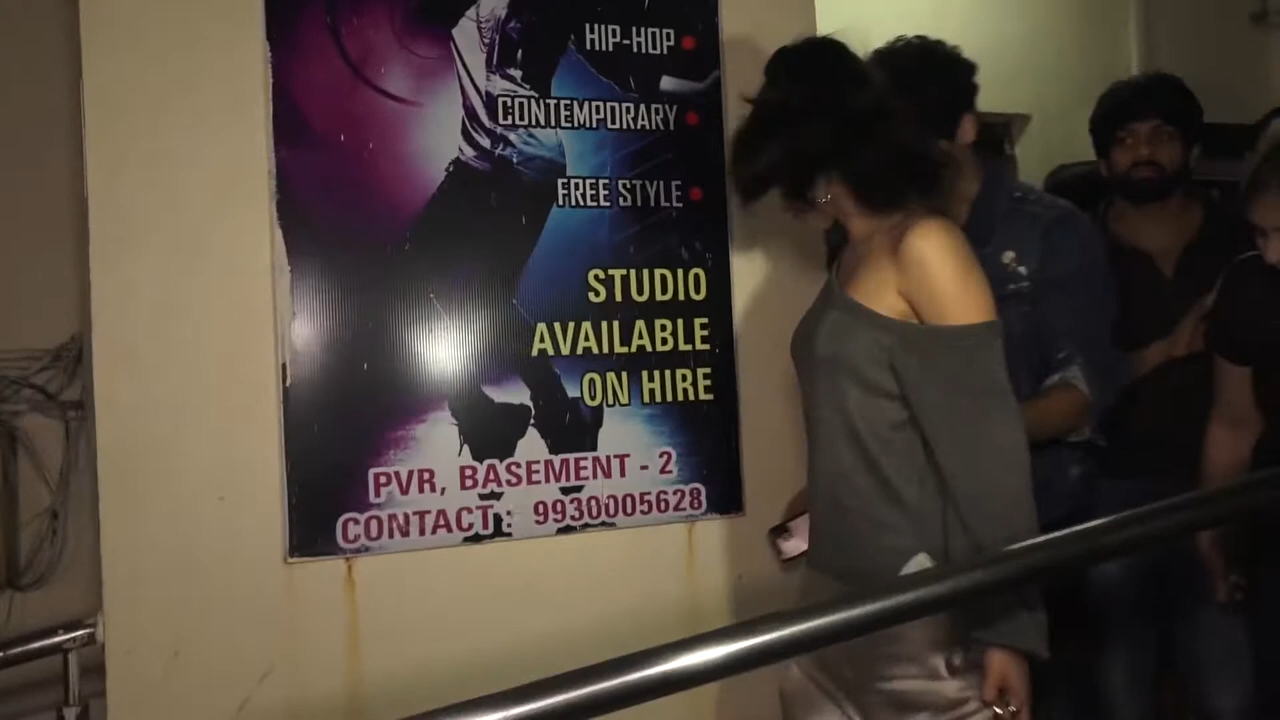 HIP-HOP
CONTEMPORARY
FREE STYLE
STUDIO
AVAILABLE
ON HIRE
PVR, BASEMENT - 2
CONTACT : 9930005628